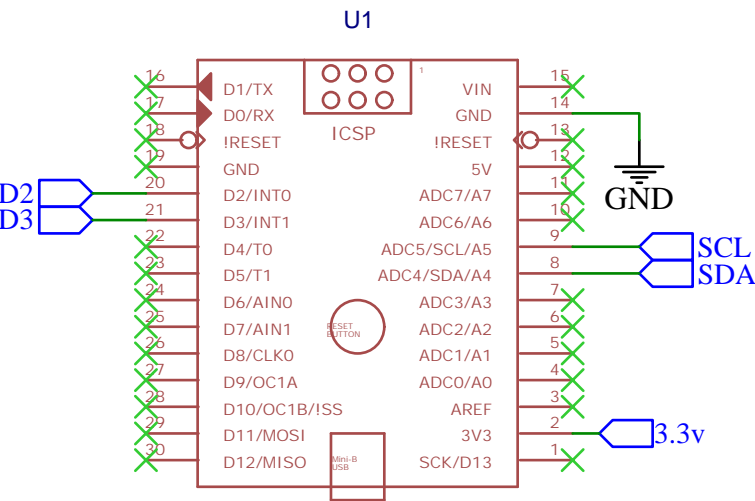 U1
16 D1/TX 1 VIN 15
17 D0/RX GND 14
18 !RESET ICSP !RESET 13
19 GND 5V 12
D2 20 D2/INT0 ADC7/A7 11 GND
D3 21 D3/INT1 ADC6/A6 10
22 D4/T0 ADC5/SCL/A5 9 SCL
23 D5/T1 ADC4/SDA/A4 8 SDA
24 D6/AIN0 ADC3/A3 7
25 D7/AIN1 RESET ADC2/A2 6
BUTTON
26 D8/CLK0 ADC1/A1 5
27 D9/OC1A ADC0/A0 4
28 D10/OC1B/!SS AREF 3
29 D11/MOSI 3V3 2 3.3v
30 D12/MISO Mini-B SCK/D13 1
USB